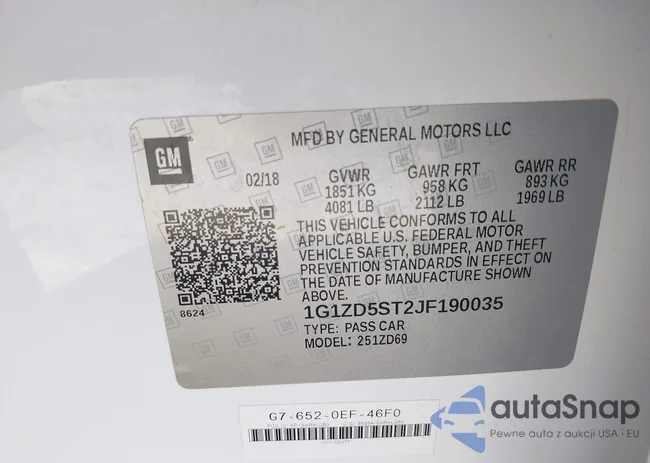 GM
MFD BY GENERAL MOTORS LLC
02/18
GVWR GAWR FRT GAWR RR
1851 KG 958 KG 893 KG
4081 LB 2112 LB 1969 LB
THIS VEHICLE CONFORMS TO ALL
APPLICABLE U.S. FEDERAL MOTOR
VEHICLE SAFETY, BUMPER, AND THEFT
PREVENTION STANDARDS IN EFFECT ON
THE DATE OF MANUFACTURE SHOWN
ABOVE.
8624
1G1ZD5ST2JF190035
TYPE: PASS CAR
MODEL: 251ZD69
G7-652-0EF-46F0
autoSnap
Pewne auta z aukcji USA i EU